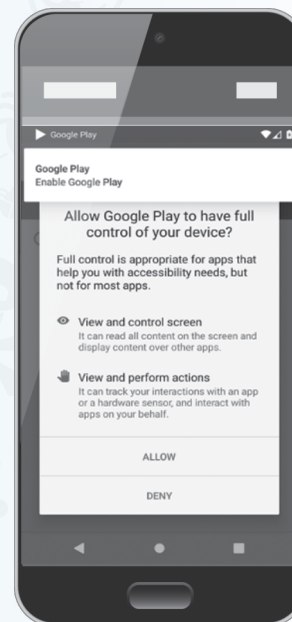 Google Play
Google Play
Enable Google Play
Allow Google Play to have full
control of your device?
Full control is appropriate for apps that
help you with accessibility needs, but
not for most apps.
View and control screen
It can read all content on the screen and
display content over other apps.
View and perform actions
It can track your interactions with an app
or a hardware sensor, and interact with
apps on your behalf.
ALLOW
DENY